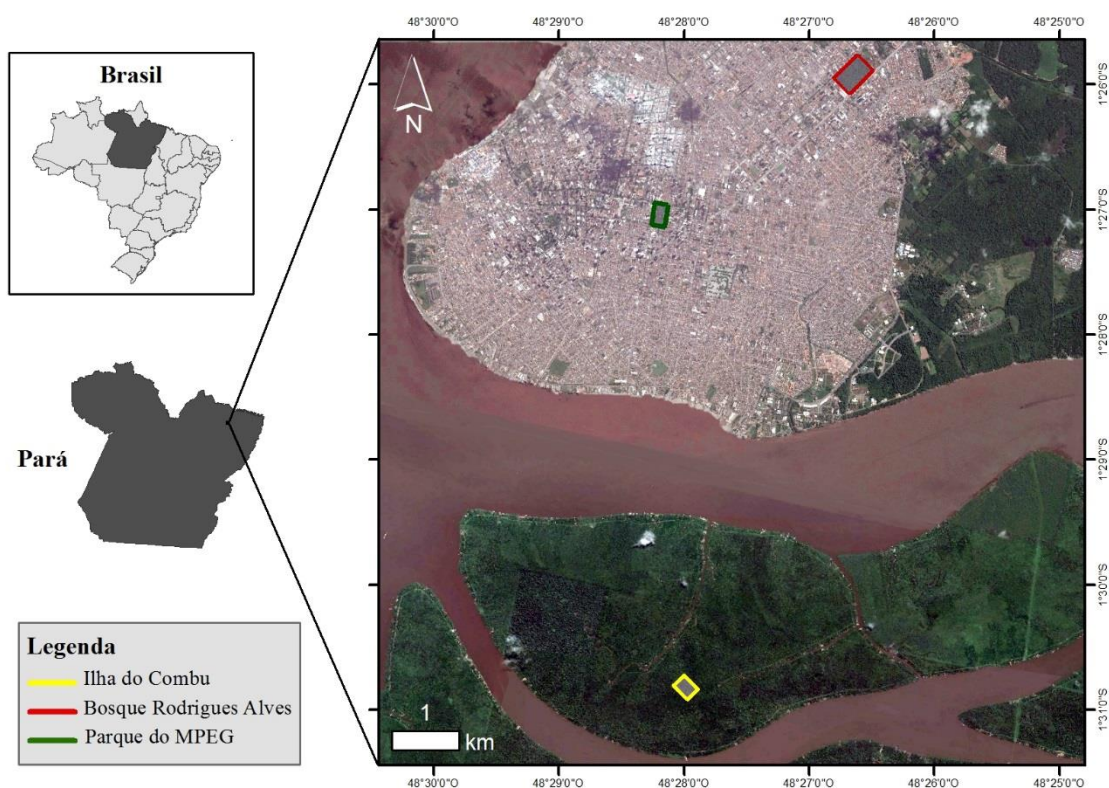 Brasil
Pará
Legenda
Ilha do Combu
Bosque Rodrigues Alves
Parque do MPEG
48°30'0"O 48°29'0"O 48°28'0"O 48°27'0"O 48°26'0"O 48°25'0"O
N
1°26'0"S
1°27'0"S
1°28'0"S
1°29'0"S
1°30'0"S
1°31'0"S
1
km
48°30'0"O 48°29'0"O 48°28'0"O 48°27'0"O 48°26'0"O 48°25'0"O